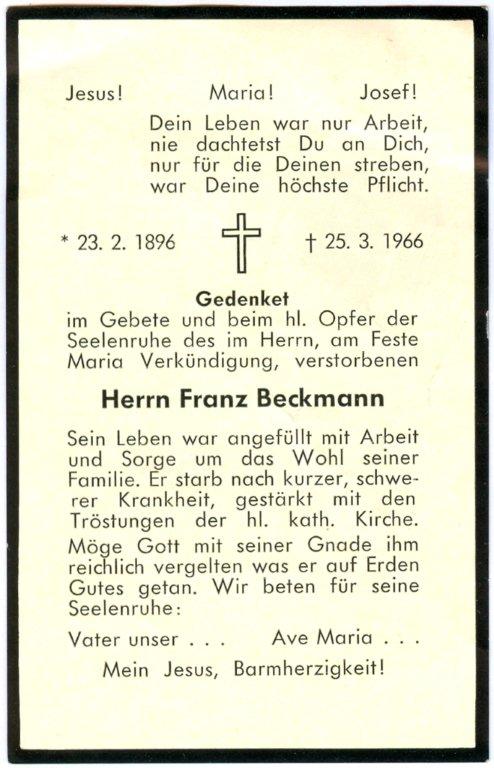 Jesus! Maria! Josef!
Dein Leben war nur Arbeit,
nie dachtetst Du an Dich,
nur für die Deinen streben,
war Deine höchste Pflicht.
* 23. 2. 1896 † 25. 3. 1966
Gedenket
im Gebete und beim hl. Opfer der
Seelenruhe des im Herrn, am Feste
Maria Verkündigung, verstorbenen
Herrn Franz Beckmann
Sein Leben war angefüllt mit Arbeit
und Sorge um das Wohl seiner
Familie. Er starb nach kurzer, schwe-
rer Krankheit, gestärkt mit den
Tröstungen der hl. kath. Kirche.
Möge Gott mit seiner Gnade ihm
reichlich vergelten was er auf Erden
Gutes getan. Wir beten für seine
Seelenruhe:
Vater unser . . . Ave Maria . . .
Mein Jesus, Barmherzigkeit!